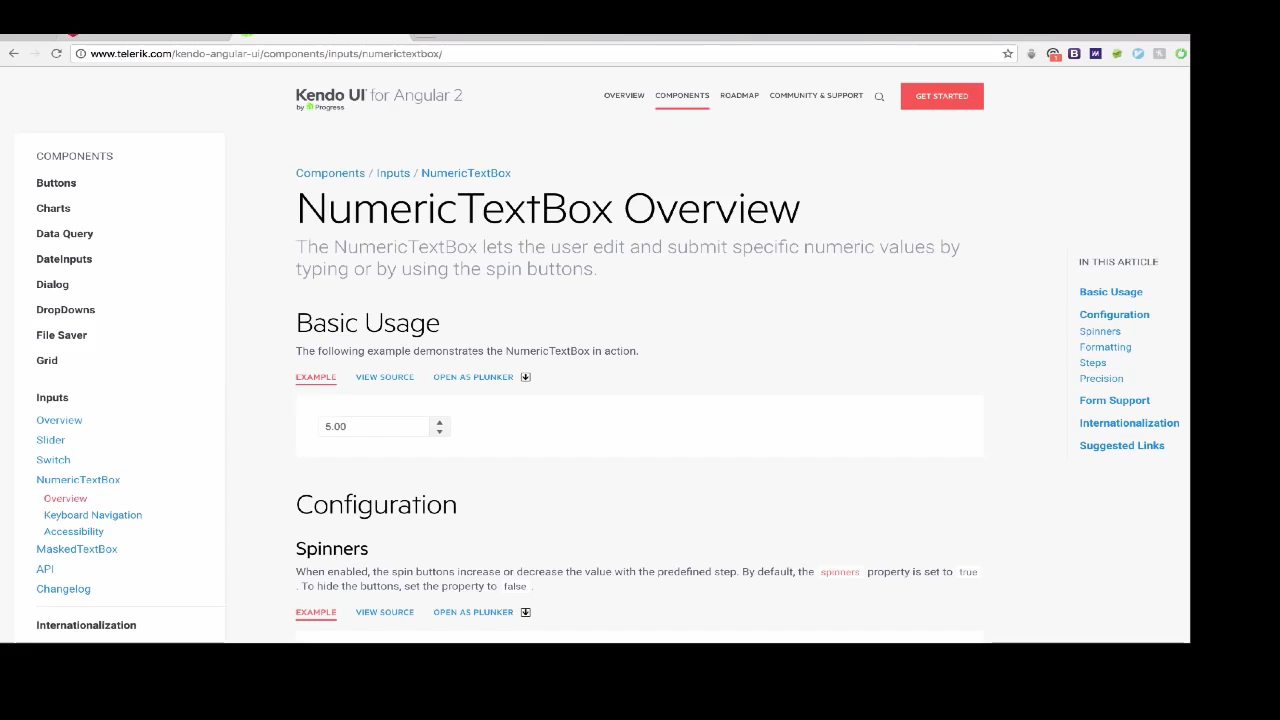 www.telerik.com/kendo-angular-ui/components/inputs/numerictextbox/
1
Kendo UI for Angular 2
by Progress
OVERVIEW COMPONENTS ROADMAP COMMUNITY & SUPPORT GET STARTED
COMPONENTS
Buttons
Charts
Data Query
DateInputs
Dialog
DropDowns
File Saver
Grid
Inputs
Overview
Slider
Switch
NumericTextBox
Overview
Keyboard Navigation
Accessibility
MaskedTextBox
API
Changelog
Internationalization
Components / Inputs / NumericTextBox
NumericTextBox Overview
The NumericTextBox lets the user edit and submit specific numeric values by
typing or by using the spin buttons.
Basic Usage
The following example demonstrates the NumericTextBox in action.
EXAMPLE VIEW SOURCE OPEN AS PLUNKER
5.00
Configuration
Spinners
When enabled, the spin buttons increase or decrease the value with the predefined step. By default, the spinners property is set to true
. To hide the buttons, set the property to false .
EXAMPLE VIEW SOURCE OPEN AS PLUNKER
IN THIS ARTICLE
Basic Usage
Configuration
Spinners
Formatting
Steps
Precision
Form Support
Internationalization
Suggested Links